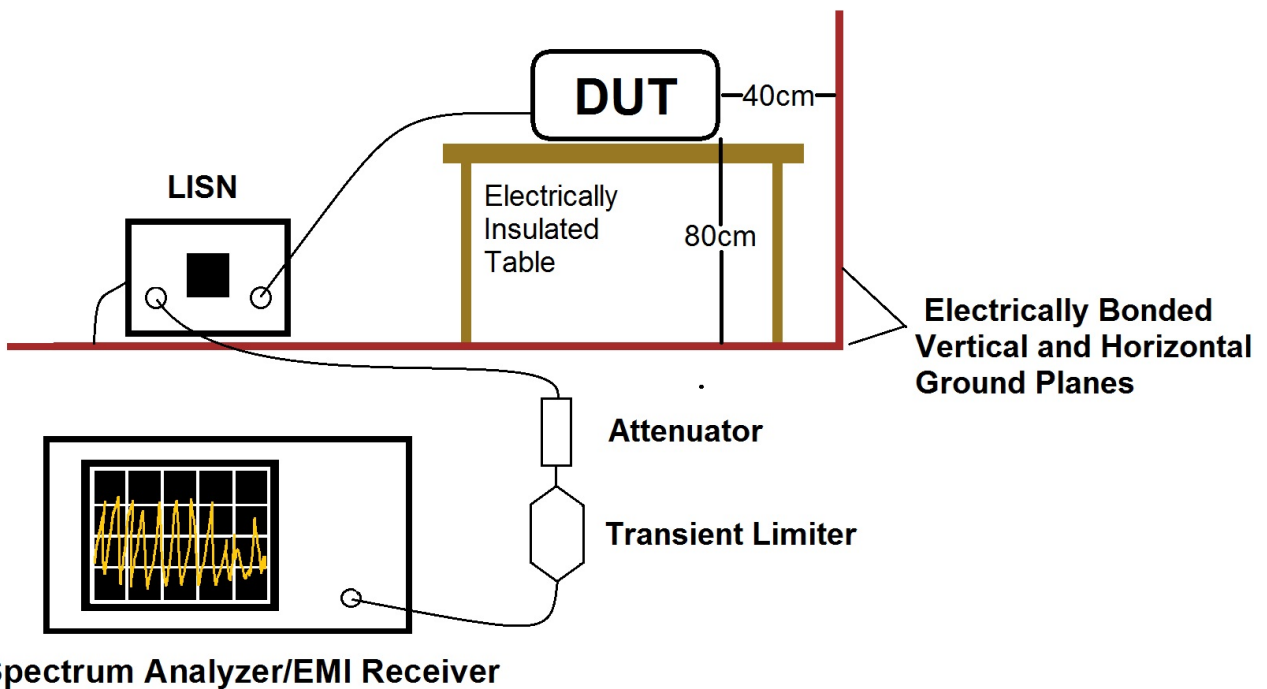 DUT
40cm
LISN
Electrically
Insulated
Table
80cm
Electrically Bonded
Vertical and Horizontal
Ground Planes
Attenuator
Transient Limiter
Spectrum Analyzer/EMI Receiver